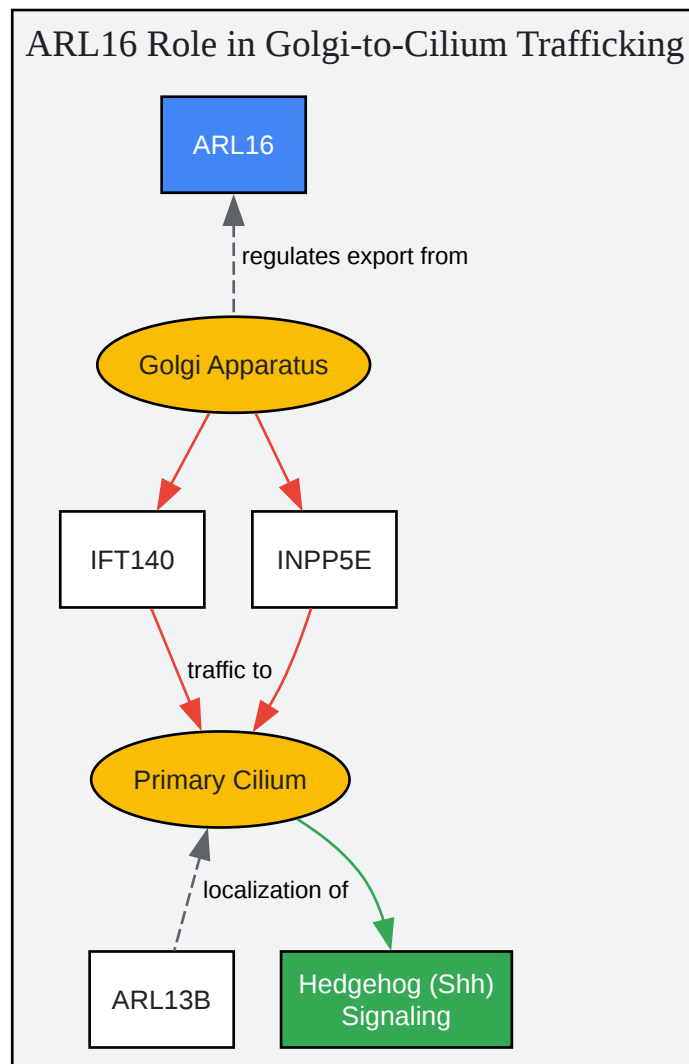 ARL16 Role in Golgi-to-Cilium Trafficking
ARL16
regulates export from
Golgi Apparatus
IFT140
INPP5E
traffic to
Primary Cilium
localization of
ARL13B
Hedgehog (Shh)
Signaling